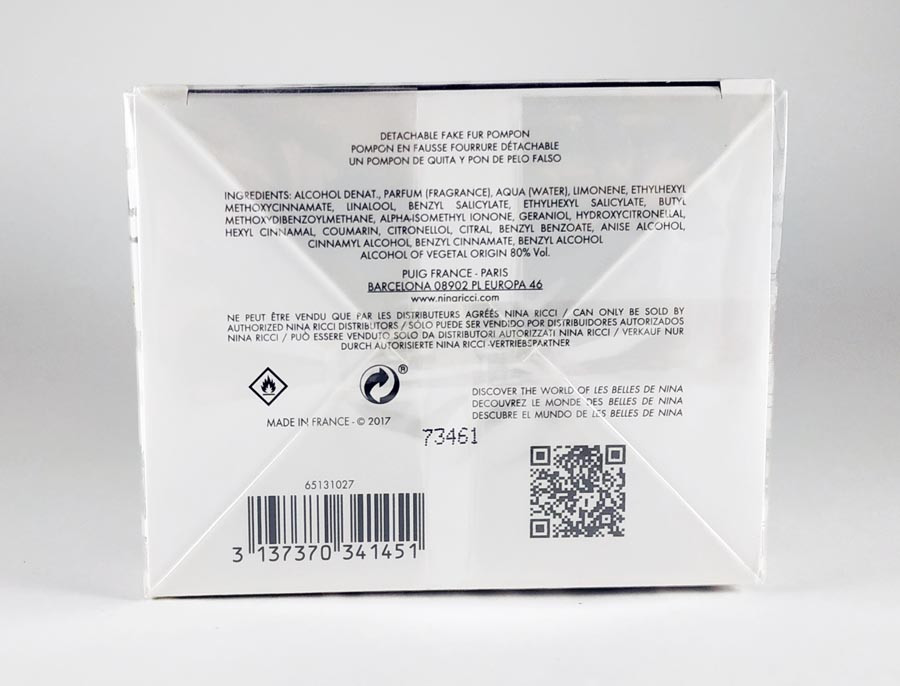 DETACHABLE FAKE FUR POMPON
POMPON EN FAUSSE FOURRURE DÉTACHABLE
UN POMPON DE QUITA Y PON DE PELO FALSO
INGREDIENTS: ALCOHOL DENAT., PARFUM (FRAGRANCE), AQUA (WATER), LIMONENE, ETHYLHEXYL
METHOXYCINNAMATE, LINALOOL, BENZYL SALICYLATE, ETHYLHEXYL SALICYLATE, BUTYL
METHOXYDIBENZOYLMETHANE, ALPHA-ISOMETHYL IONONE, GERANIOL, HYDROXYCITRONELLAL,
HEXYL CINNAMAL, COUMARIN, CITRONELLOL, CITRAL, BENZYL BENZOATE, ANISE ALCOHOL,
CINNAMYL ALCOHOL, BENZYL CINNAMATE, BENZYL ALCOHOL
ALCOHOL OF VEGETAL ORIGIN 80% Vol.
PUIG FRANCE - PARIS
BARCELONA 08902 PL EUROPA 46
www.ninaricci.com
NE PEUT ÊTRE VENDU QUE PAR LES DISTRIBUTEURS AGRÉÉS NINA RICCI / CAN ONLY BE SOLD BY
AUTHORIZED NINA RICCI DISTRIBUTORS / SÓLO PUEDE SER VENDIDO POR DISTRIBUIDORES AUTORIZADOS
NINA RICCI / PUÒ ESSERE VENDUTO SOLO DA DISTRIBUTORI AUTORIZZATI NINA RICCI / VERKAUF NUR
DURCH AUTORISIERTE NINA RICCI-VERTRIEBSPARTNER
®
DISCOVER THE WORLD OF LES BELLES DE NINA
DECOUVREZ LE MONDE DES BELLES DE NINA
DESCUBRE EL MUNDO DE LES BELLES DE NINA
MADE IN FRANCE - © 2017
73461
65131027
3 137370 341451